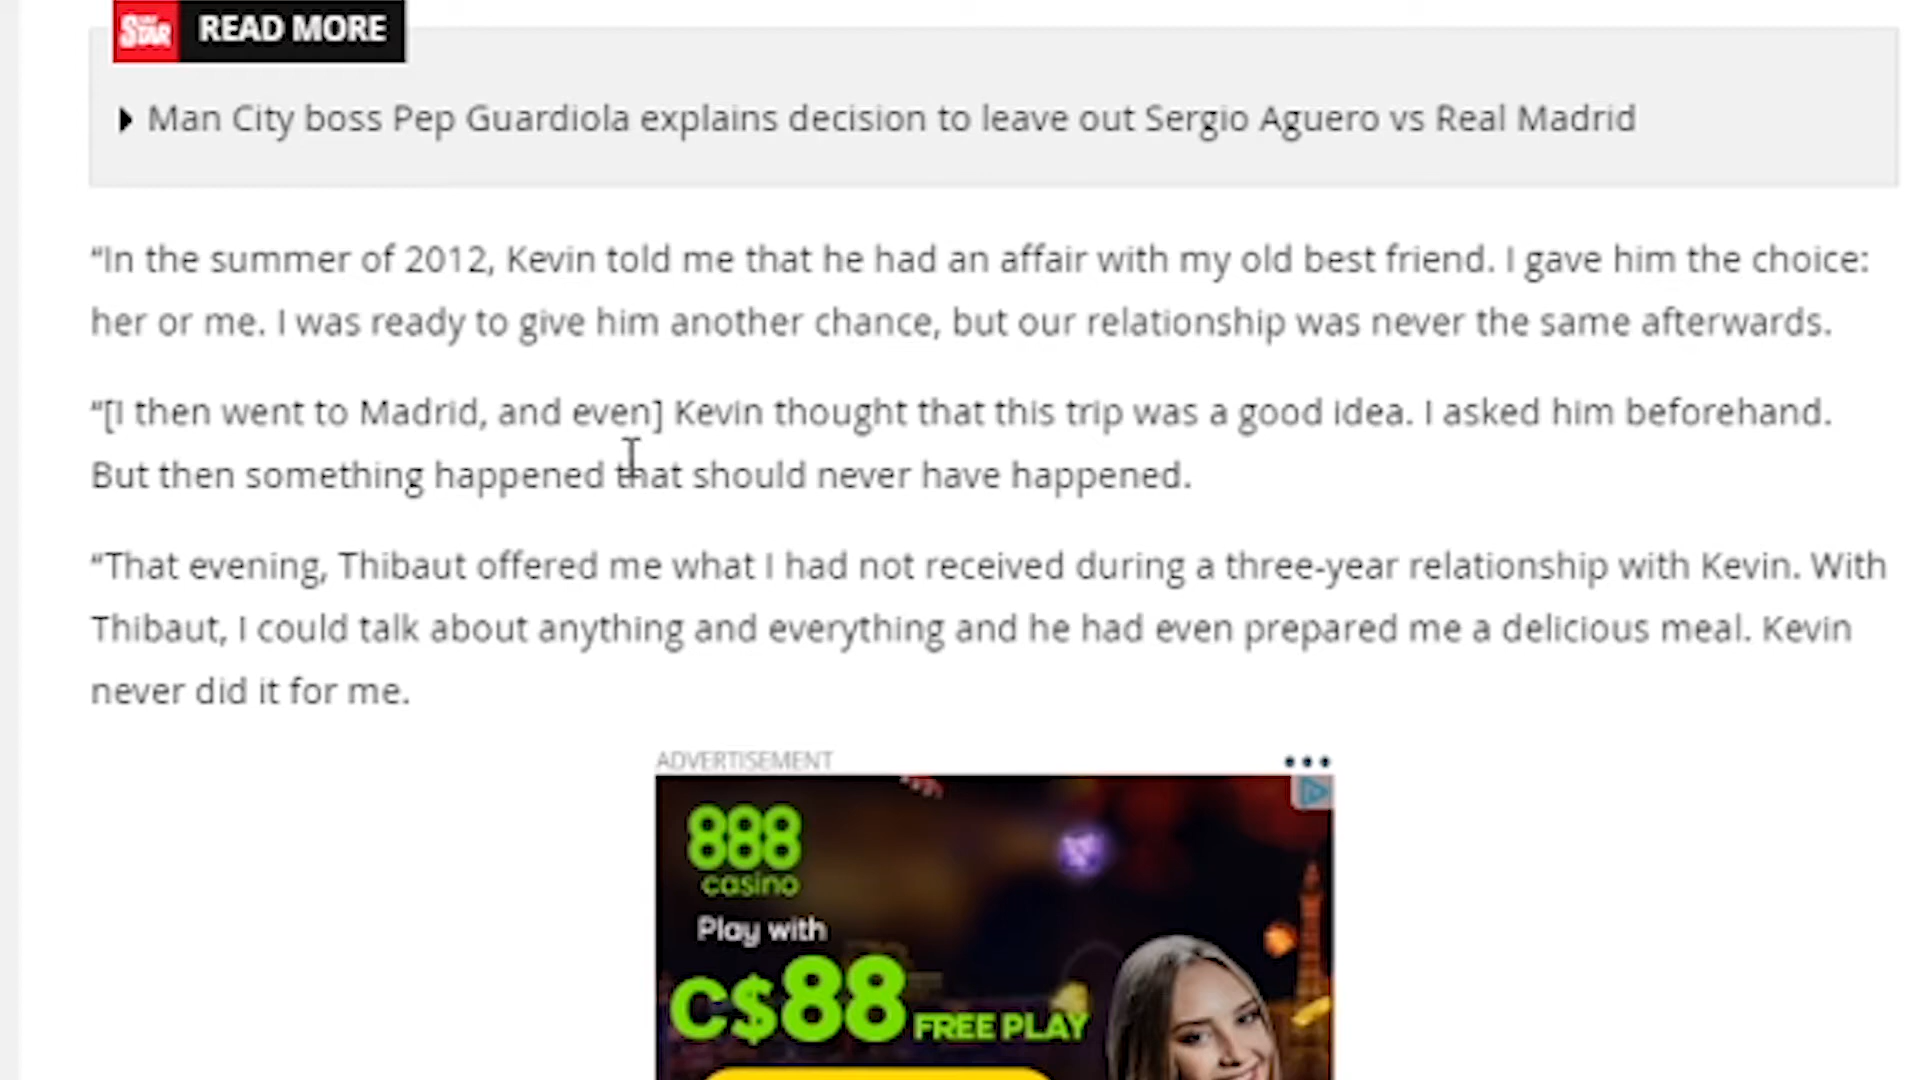 STAR READ MORE
Man City boss Pep Guardiola explains decision to leave out Sergio Aguero vs Real Madrid
“In the summer of 2012, Kevin told me that he had an affair with my old best friend. I gave him the choice:
her or me. I was ready to give him another chance, but our relationship was never the same afterwards.
“[I then went to Madrid, and even] Kevin thought that this trip was a good idea. I asked him beforehand.
But then something happened that should never have happened.
“That evening, Thibaut offered me what I had not received during a three-year relationship with Kevin. With
Thibaut, I could talk about anything and everything and he had even prepared me a delicious meal. Kevin
never did it for me.
ADVERTISEMENT
888
casino
Play with
C$88 FREE PLAY